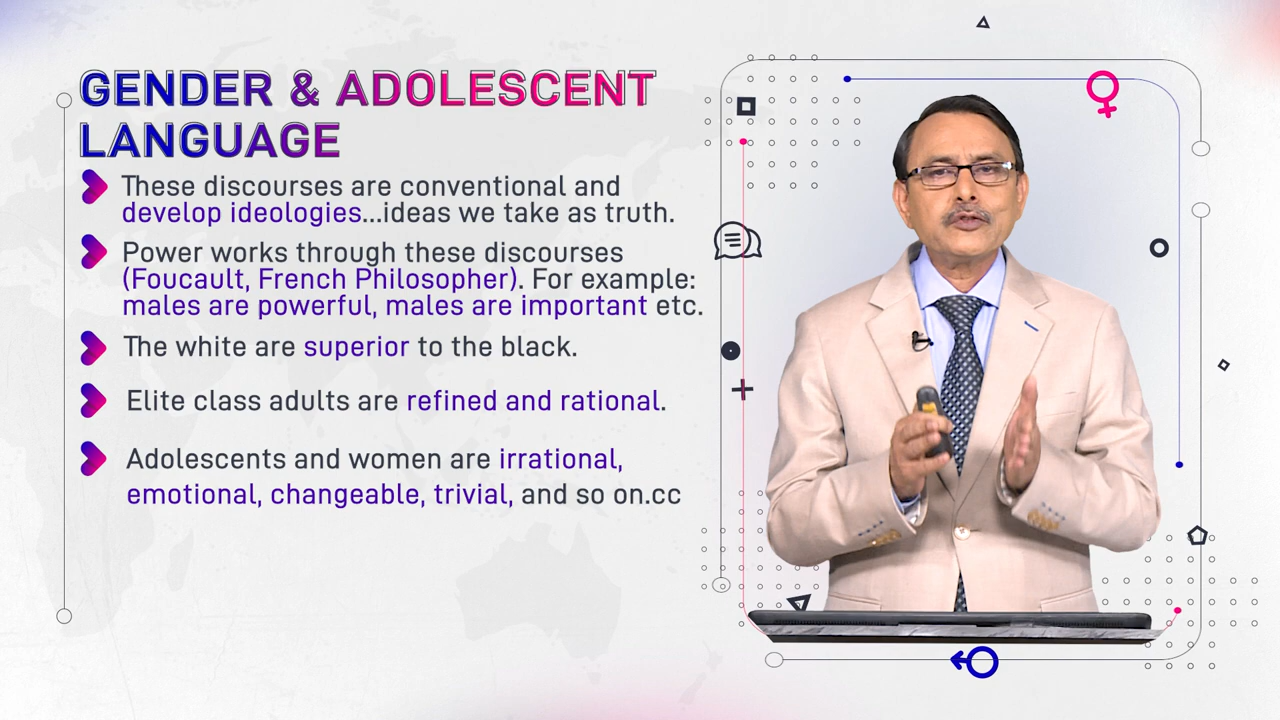 GENDER & ADOLESCENT
LANGUAGE
These discourses are conventional and
develop ideologies...ideas we take as truth.
Power works through these discourses
(Foucault, French Philosopher). For example:
males are powerful, males are important etc.
The white are superior to the black.
Elite class adults are refined and rational.
Adolescents and women are irrational,
emotional, changeable, trivial, and so on.cc